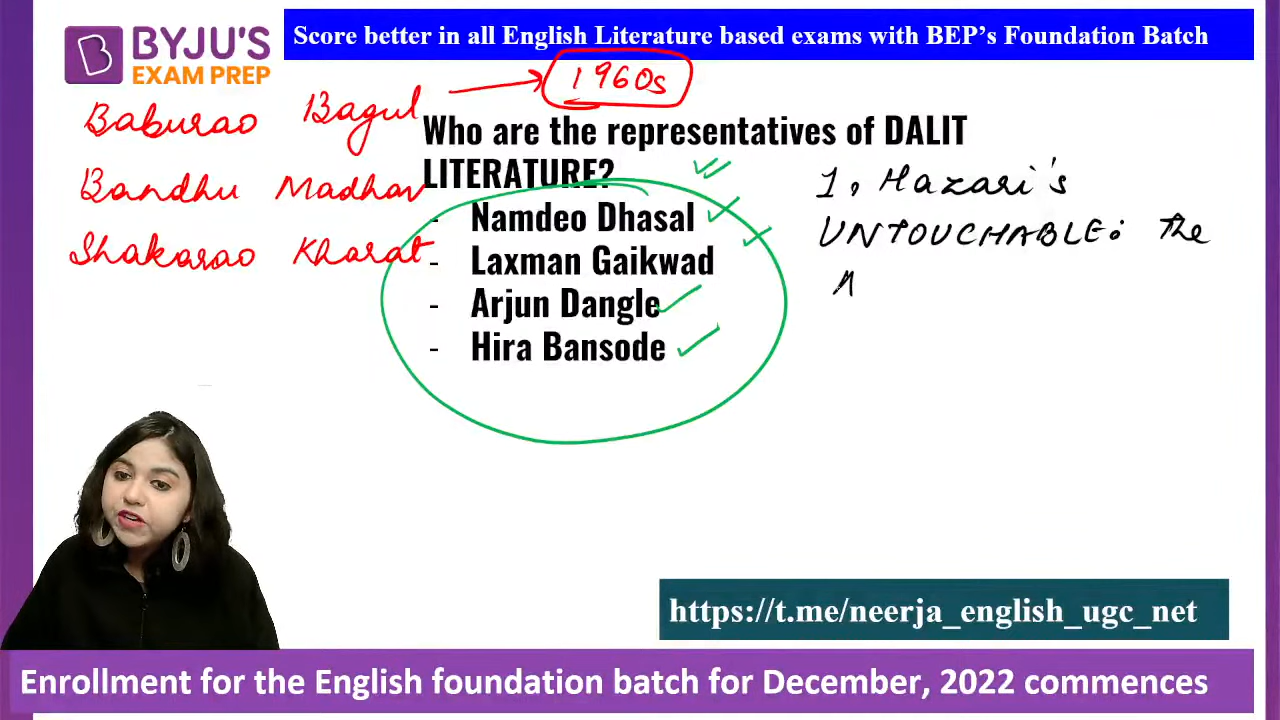 BYJU'S
EXAM PREP
Score better in all English Literature based exams with BEP's Foundation Batch
Baburao Bagul
1960s
Bandhu Madhav
Shakarao Kharat
Who are the representatives of DALIT
LITERATURE?
- Namdeo Dhasal
- Laxman Gaikwad
- Arjun Dangle
- Hira Bansode
1. Hazari's
UNTOUCHABLE: The
https://t.me/neerja_english_ugc_net
Enrollment for the English foundation batch for December, 2022 commences